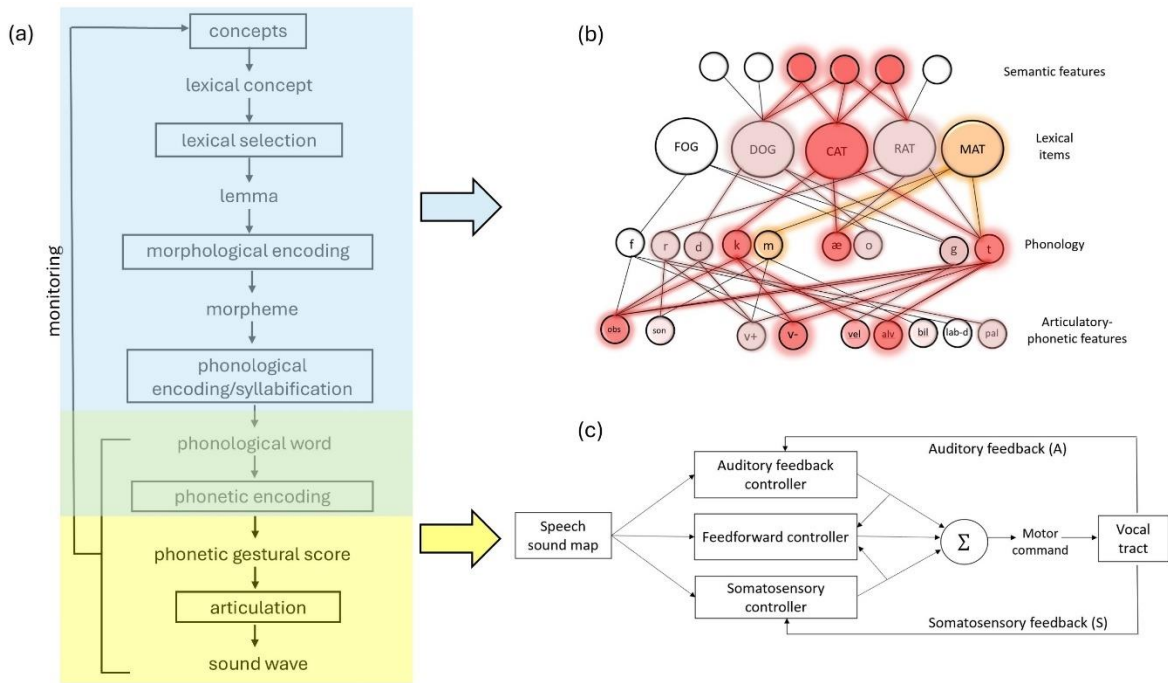 (a)
concepts
lexical concept
lexical selection
lemma
morphological encoding
morpheme
phonological
encoding/syllabification
phonological word
phonetic encoding
phonetic gestural score
articulation
sound wave
monitoring
(b)
Semantic features
FOG
DOG
CAT
RAT
MAT
Lexical
items
f
r
d
k
m
æ
o
g
t
Phonology
obs
son
v+
v-
vel
alv
bil
lab-d
pal
Articulatory-
phonetic features
(c)
Auditory feedback (A)
Auditory feedback
controller
Speech
sound map
Feedforward controller
Σ
Motor
command
Vocal
tract
Somatosensory
controller
Somatosensory feedback (S)